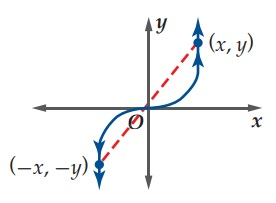 y
(x, y)
O
x
(−x, −y)